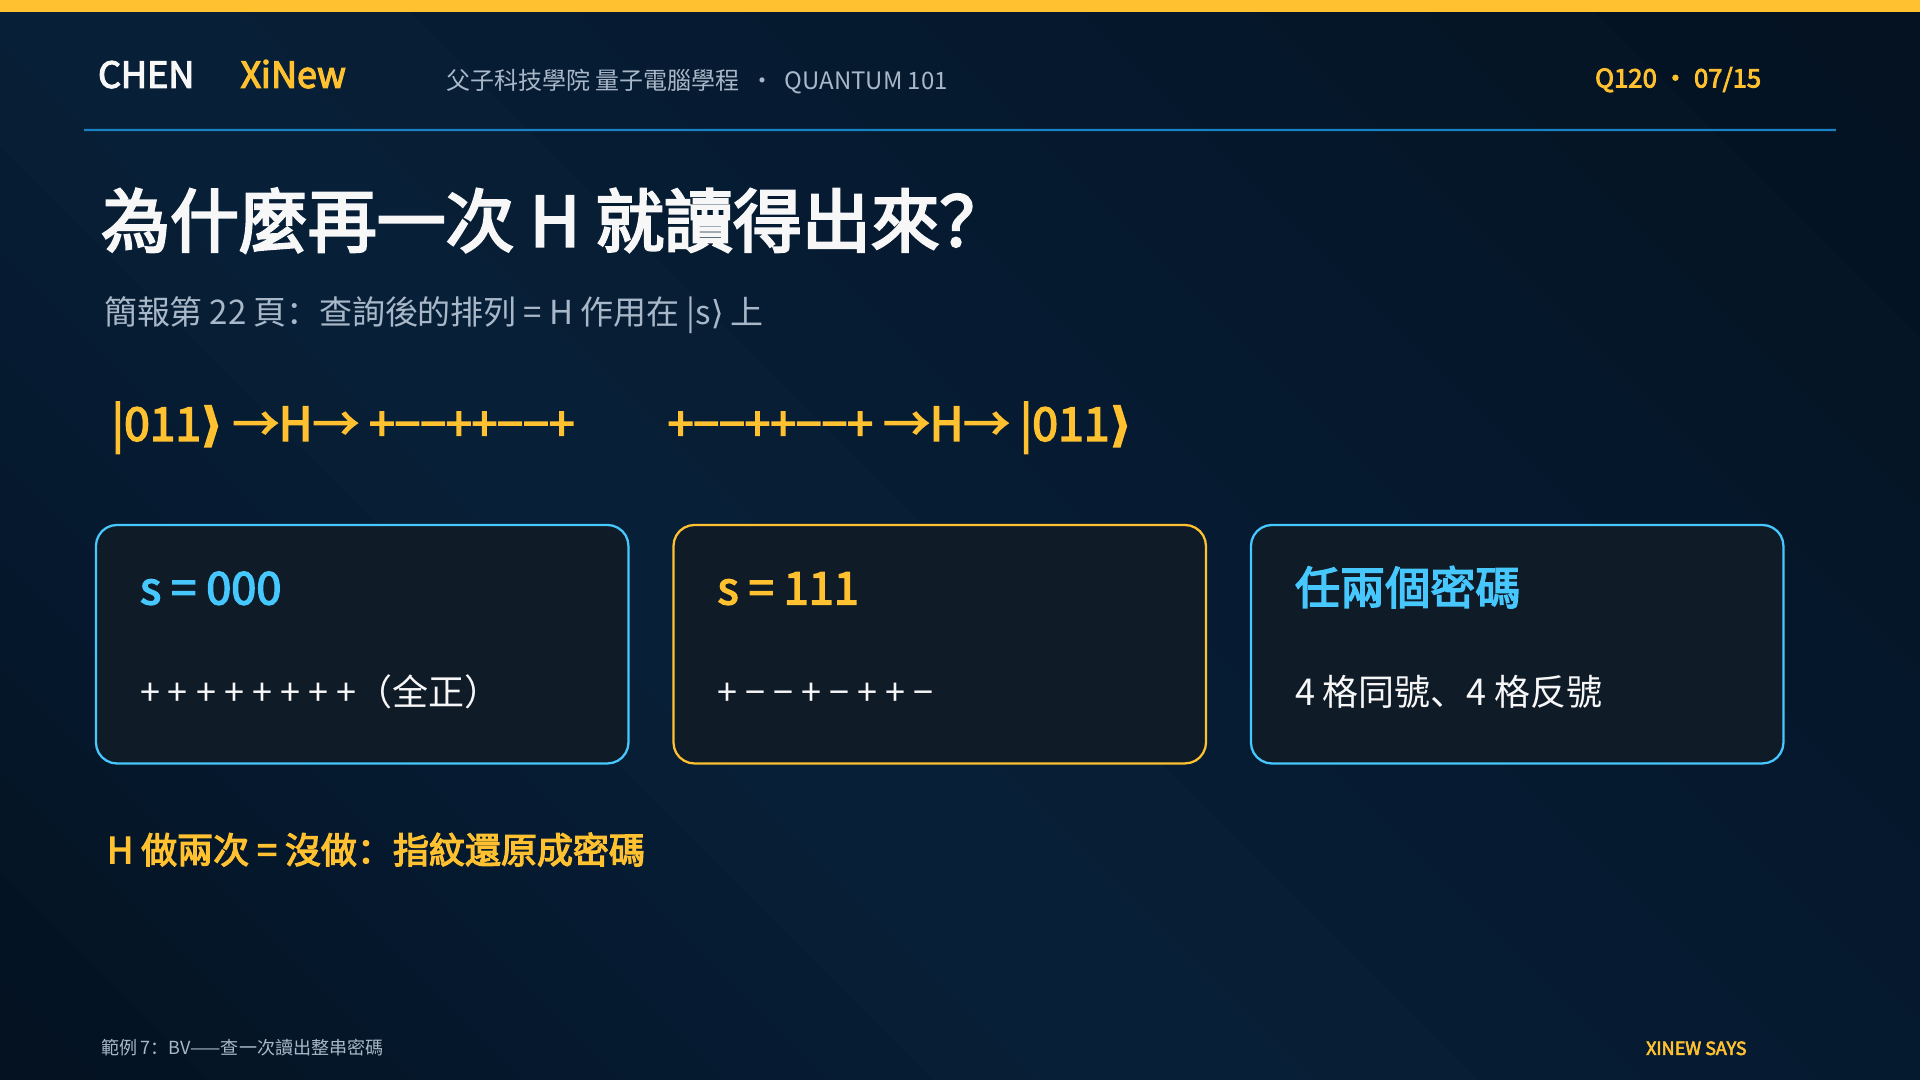 CHEN XiNew 父子科技學院 量子電腦學程 • QUANTUM 101 Q120 • 07/15
為什麼再一次 H 就讀得出來?
簡報第 22 頁：查詢後的排列 = H 作用在 |s⟩ 上
|011⟩ →H→ +−−++−−+ +−−++−−+ →H→ |011⟩
s = 000
+ + + + + + + +（全正）
s = 111
+ − − + − + + −
任兩個密碼
4 格同號、4 格反號
H 做兩次 = 沒做：指紋還原成密碼
範例 7：BV——查一次讀出整串密碼
XINEW SAYS